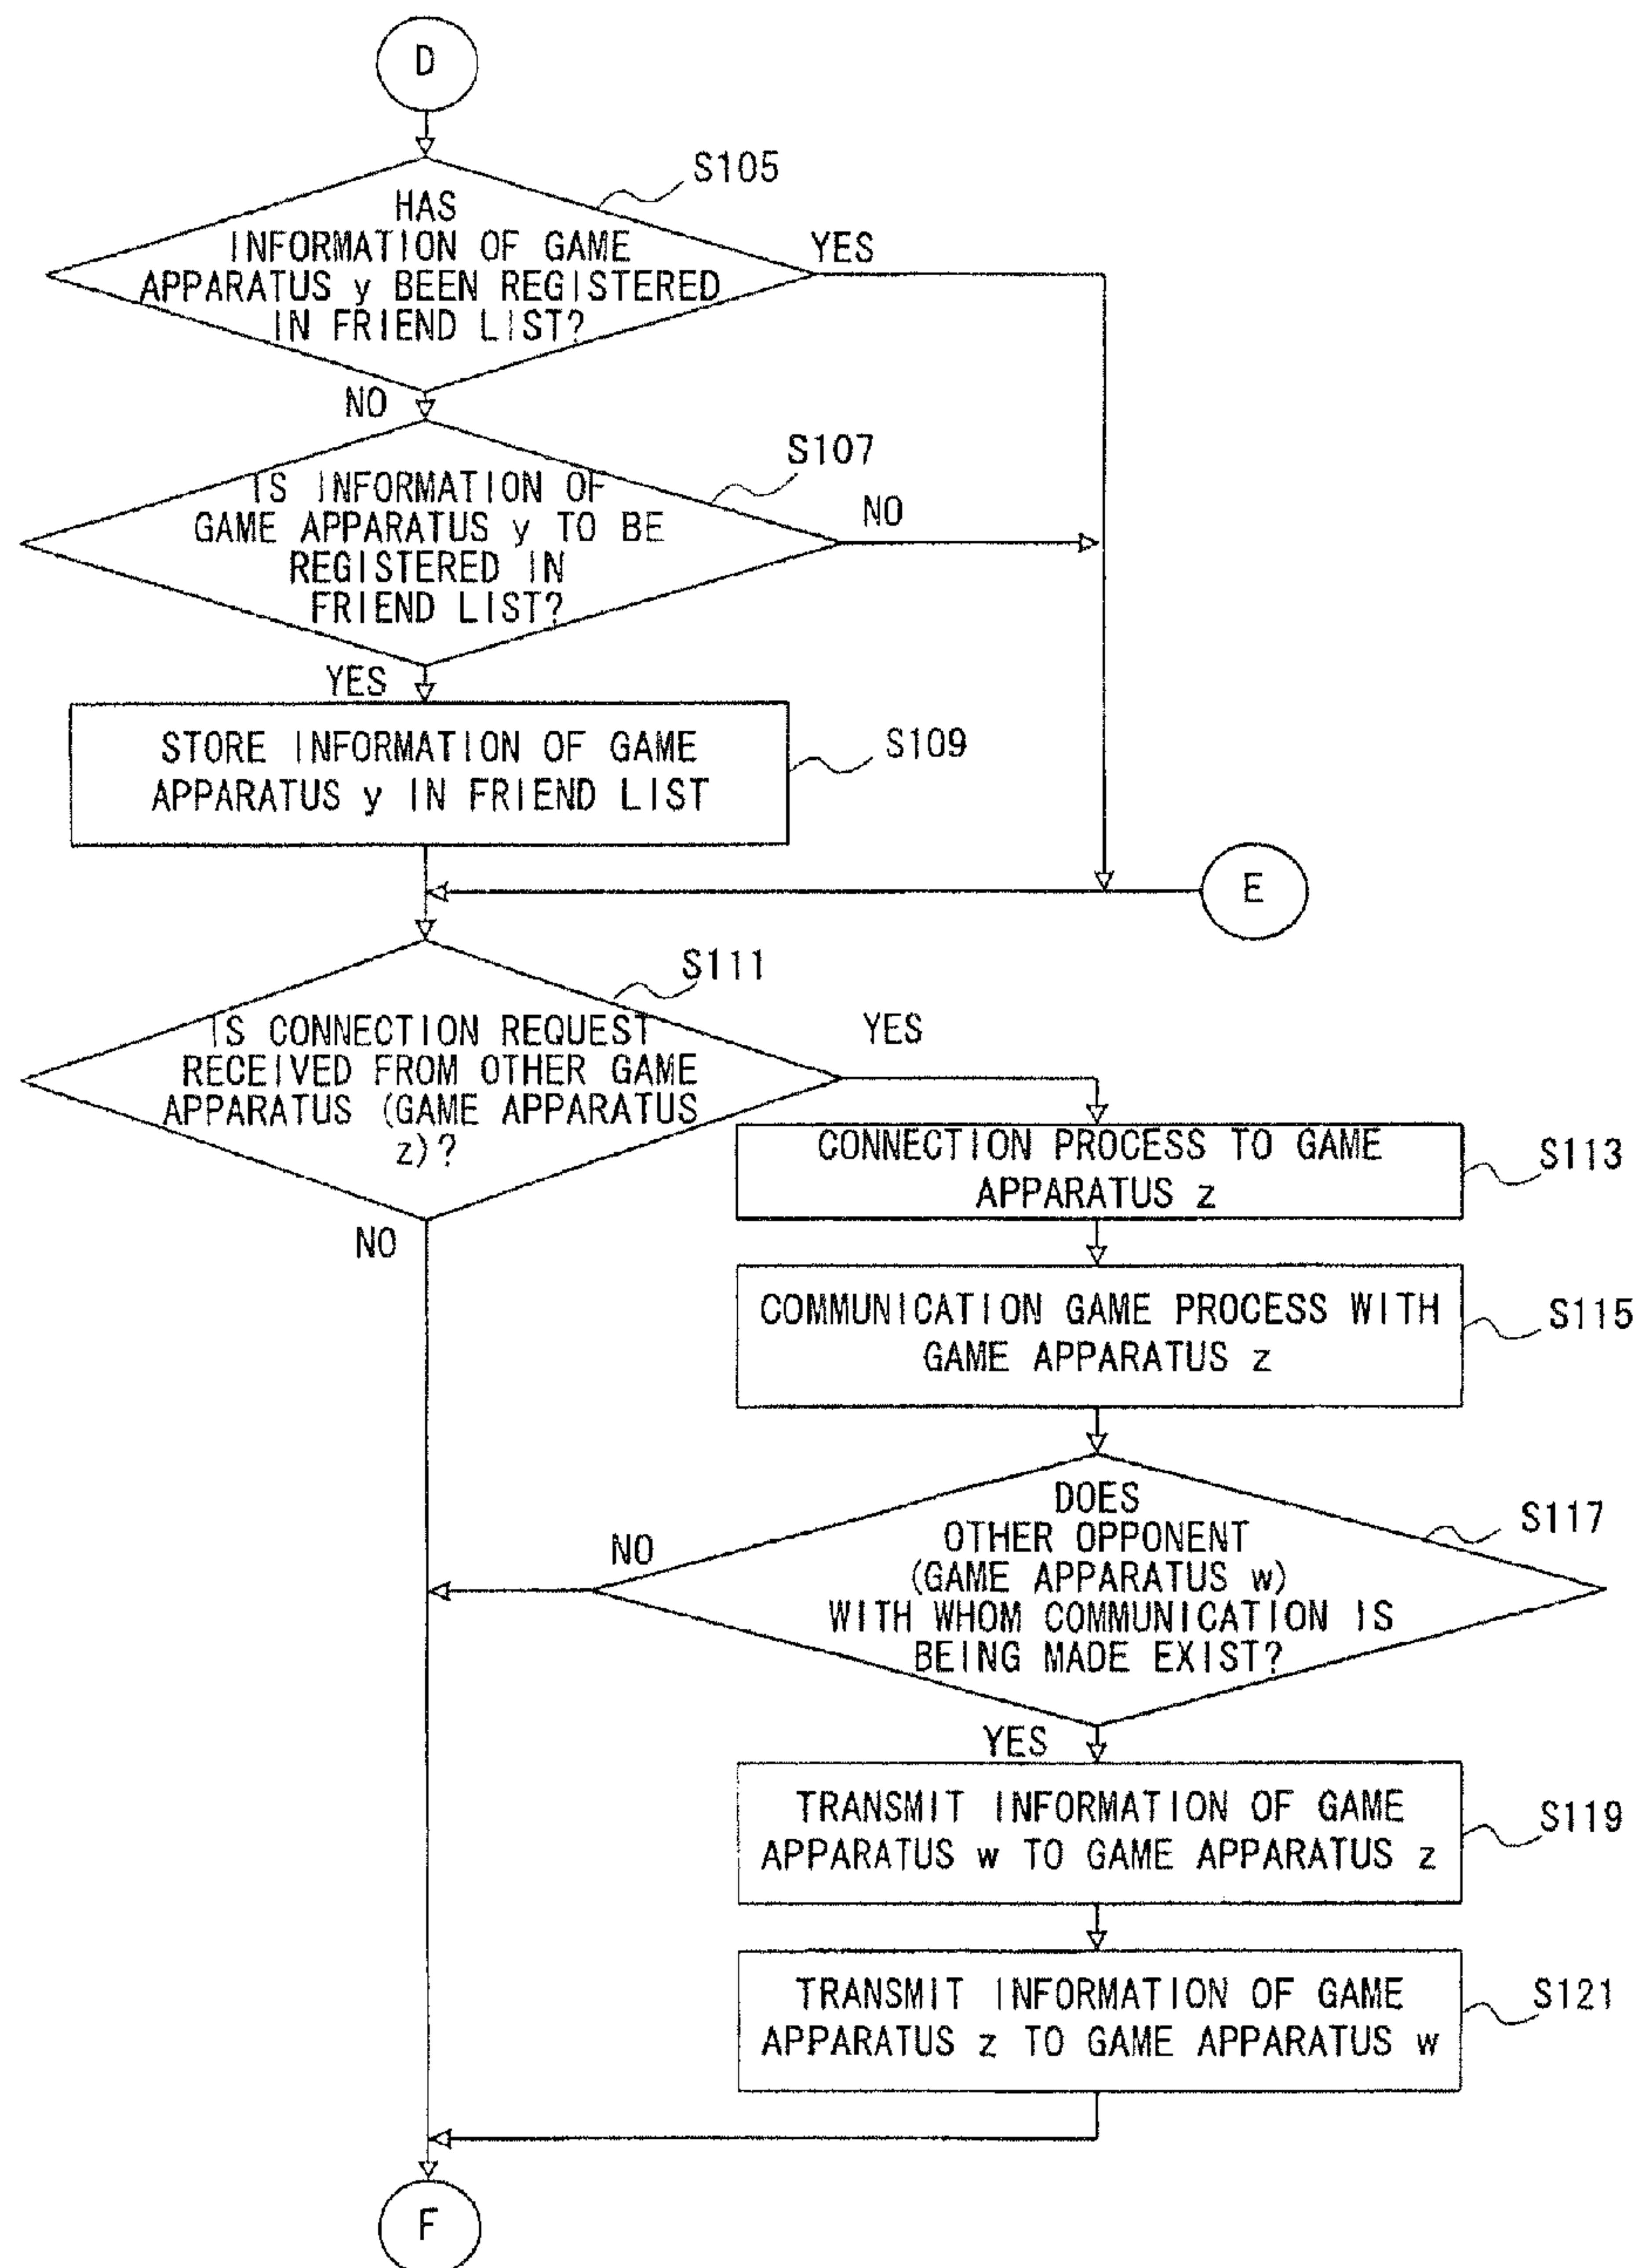 D
S105
HAS
INFORMATION OF GAME
APPARATUS y BEEN REGISTERED
IN FRIEND LIST?
YES
NO
S107
IS INFORMATION OF
GAME APPARATUS y TO BE
REGISTERED IN
FRIEND LIST?
NO
YES
STORE INFORMATION OF GAME
APPARATUS y IN FRIEND LIST
S109
E
S111
IS CONNECTION REQUEST
RECEIVED FROM OTHER GAME
APPARATUS (GAME APPARATUS
z)?
YES
NO
CONNECTION PROCESS TO GAME
APPARATUS z
S113
COMMUNICATION GAME PROCESS WITH
GAME APPARATUS z
S115
DOES
OTHER OPPONENT
(GAME APPARATUS w)
WITH WHOM COMMUNICATION IS
BEING MADE EXIST?
S117
NO
YES
TRANSMIT INFORMATION OF GAME
APPARATUS w TO GAME APPARATUS z
S119
TRANSMIT INFORMATION OF GAME
APPARATUS z TO GAME APPARATUS w
S121
F